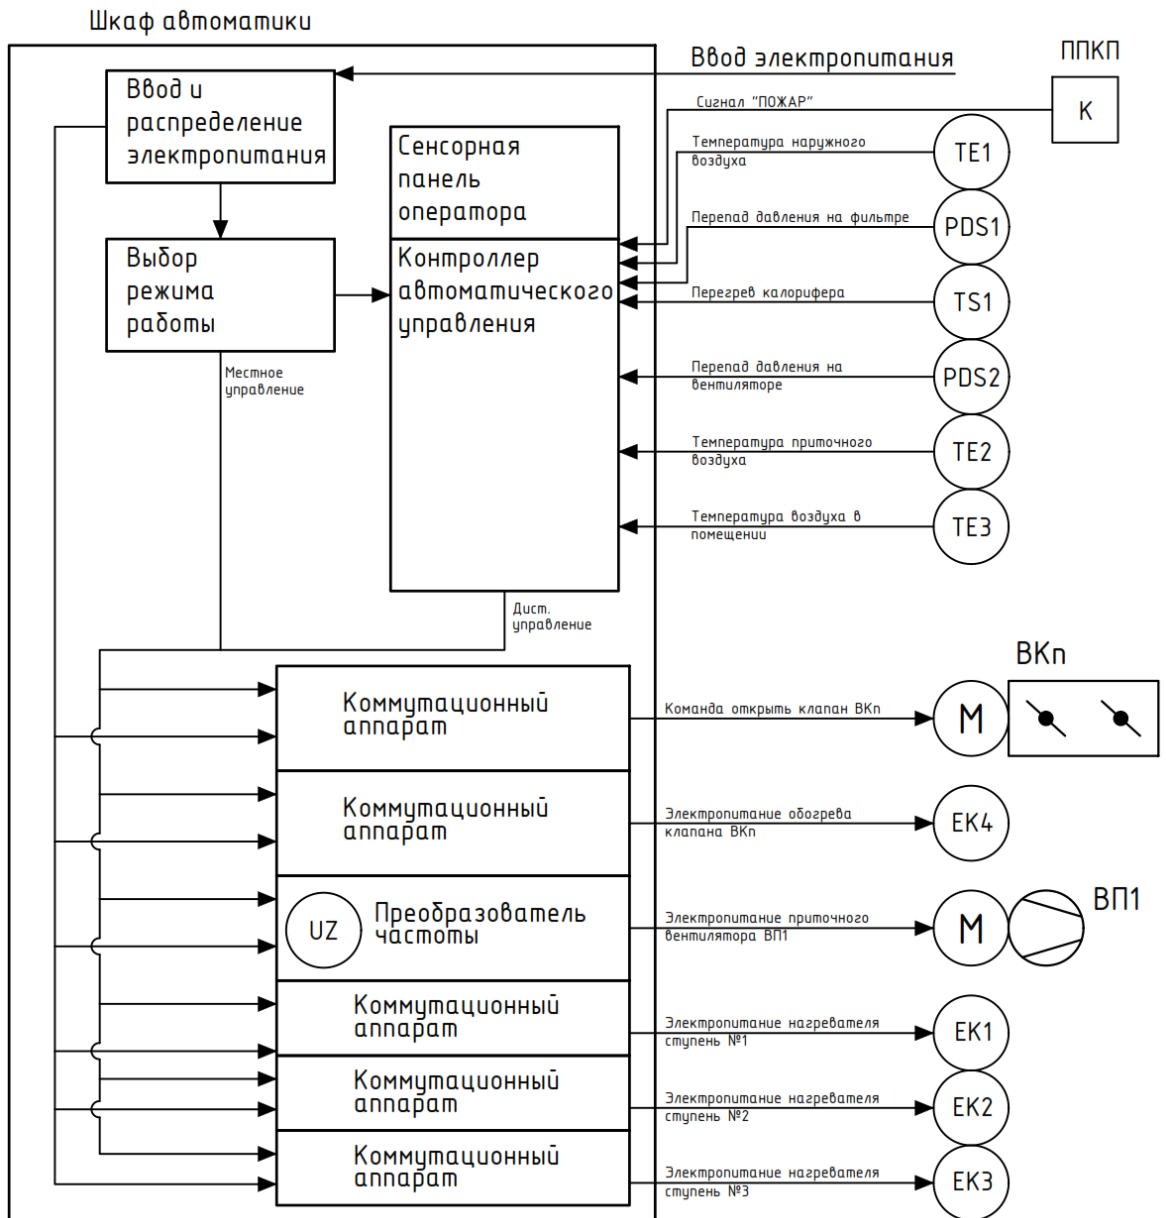 Шкаф автоматики
Ввод электропитания
ППКП
К
Ввод и
распределение
электропитания
Сенсорная
панель
оператора
Сигнал "ПОЖАР"
Температура наружного
воздуха
TE1
Перепад давления на фильтре
PDS1
Выбор
режима
работы
Контроллер
автоматического
управления
Перегрев калорифера
TS1
Местное
управление
Перепад давления на
вентиляторе
PDS2
Температура приточного
воздуха
TE2
Температура воздуха в
помещении
TE3
Дист.
управление
ВКп
Коммутационный
аппарат
Команда открыть клапан ВКп
М
Коммутационный
аппарат
Электропитание обогрева
клапана ВКп
EK4
UZ
Преобразователь
частоты
Электропитание приточного
вентилятора ВП1
М
ВП1
Коммутационный
аппарат
Электропитание нагревателя
ступень №1
EK1
Коммутационный
аппарат
Электропитание нагревателя
ступень №2
EK2
Коммутационный
аппарат
Электропитание нагревателя
ступень №3
EK3